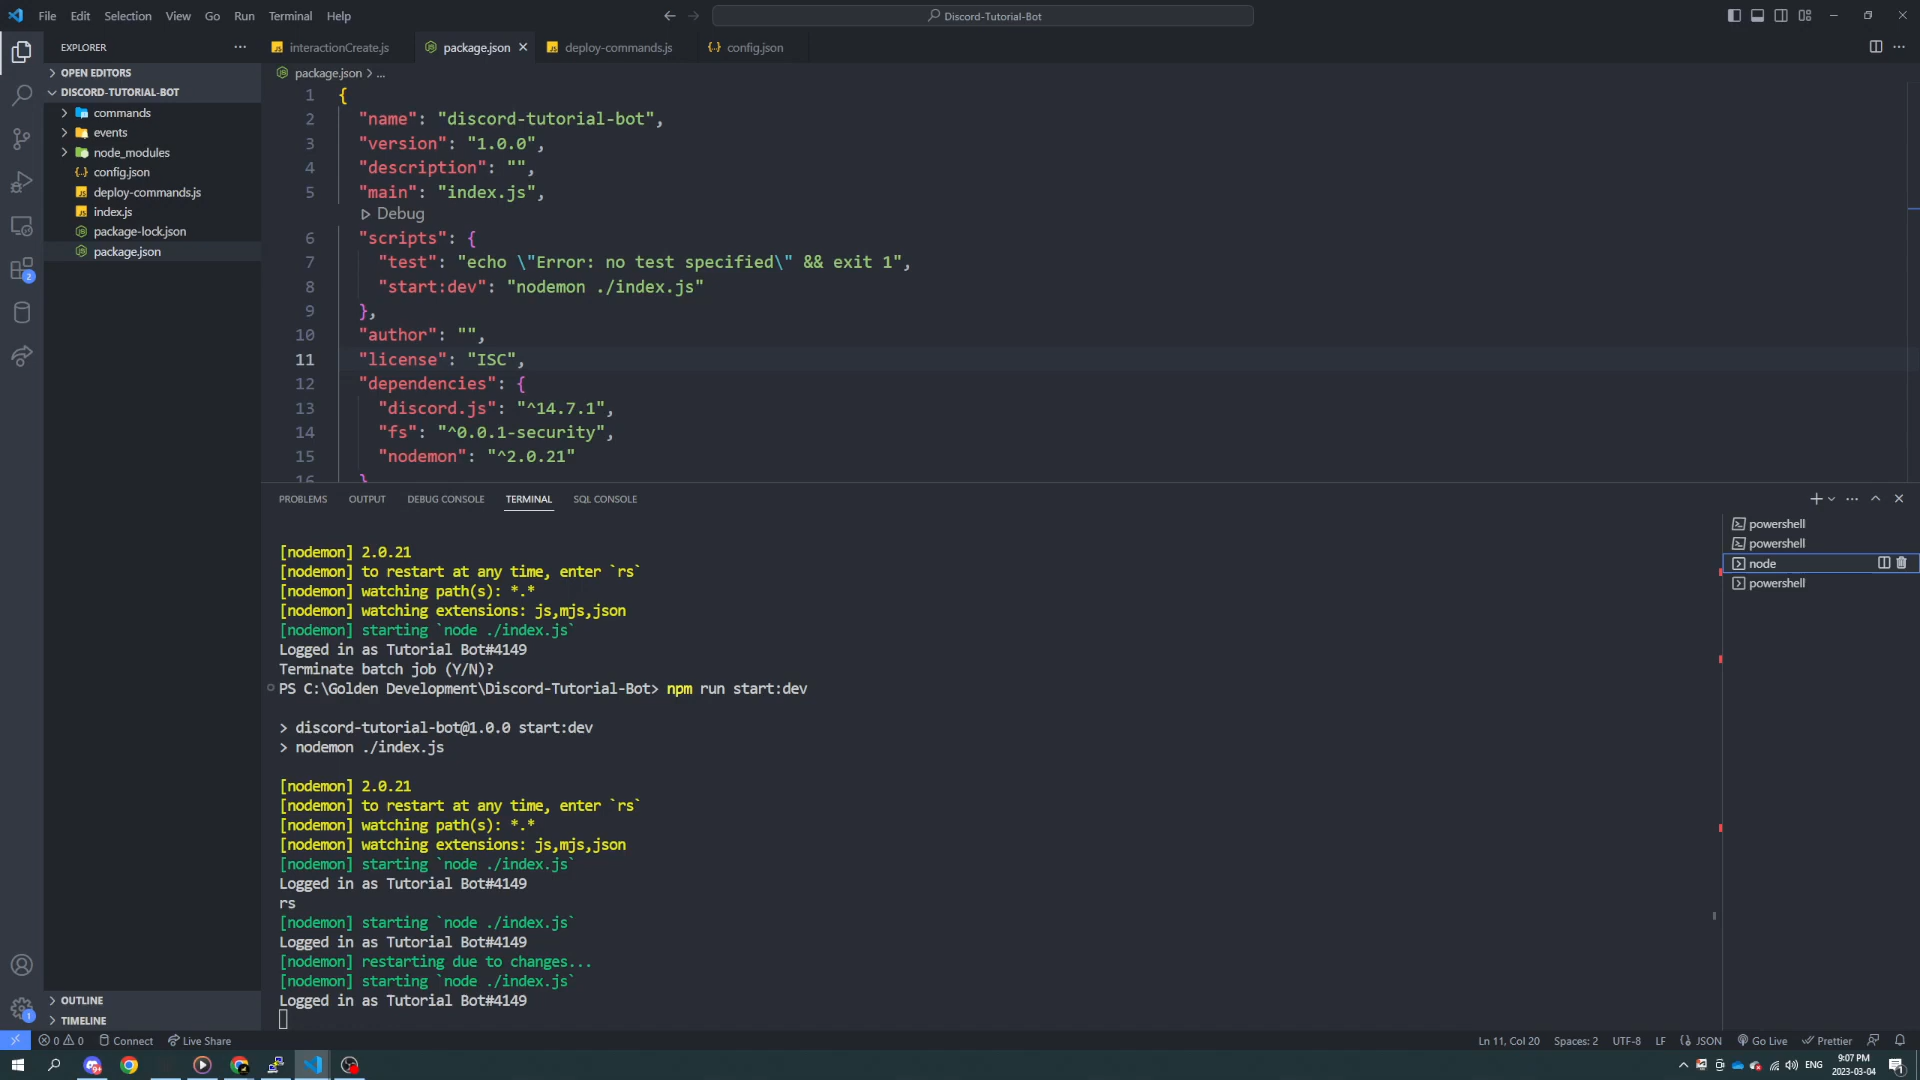 File Edit Selection View Go Run Terminal Help
Discord-Tutorial-Bot
EXPLORER
OPEN EDITORS
DISCORD-TUTORIAL-BOT
commands
events
node_modules
config.json
deploy-commands.js
index.js
package-lock.json
package.json
OUTLINE
TIMELINE
2
1
interactionCreate.js package.json deploy-commands.js config.json
package.json > ...
1 {
2 "name": "discord-tutorial-bot",
3 "version": "1.0.0",
4 "description": "",
5 "main": "index.js",
Debug
6 "scripts": {
7 "test": "echo \"Error: no test specified\" && exit 1",
8 "start:dev": "nodemon ./index.js"
9 },
10 "author": "",
11 "license": "ISC",
12 "dependencies": {
13 "discord.js": "^14.7.1",
14 "fs": "^0.0.1-security",
15 "nodemon": "^2.0.21"
16 }
PROBLEMS OUTPUT DEBUG CONSOLE TERMINAL SQL CONSOLE
[nodemon] 2.0.21
[nodemon] to restart at any time, enter `rs`
[nodemon] watching path(s): *.*
[nodemon] watching extensions: js,mjs,json
[nodemon] starting `node ./index.js`
Logged in as Tutorial Bot#4149
Terminate batch job (Y/N)?
PS C:\Golden Development\Discord-Tutorial-Bot> npm run start:dev
> discord-tutorial-bot@1.0.0 start:dev
> nodemon ./index.js
[nodemon] 2.0.21
[nodemon] to restart at any time, enter `rs`
[nodemon] watching path(s): *.*
[nodemon] watching extensions: js,mjs,json
[nodemon] starting `node ./index.js`
Logged in as Tutorial Bot#4149
rs
[nodemon] starting `node ./index.js`
Logged in as Tutorial Bot#4149
[nodemon] restarting due to changes...
[nodemon] starting `node ./index.js`
Logged in as Tutorial Bot#4149
powershell
powershell
node
powershell
0 0 Connect Live Share
Ln 11, Col 20 Spaces: 2 UTF-8 LF JSON Go Live Prettier
ENG
9:07 PM
2023-03-04